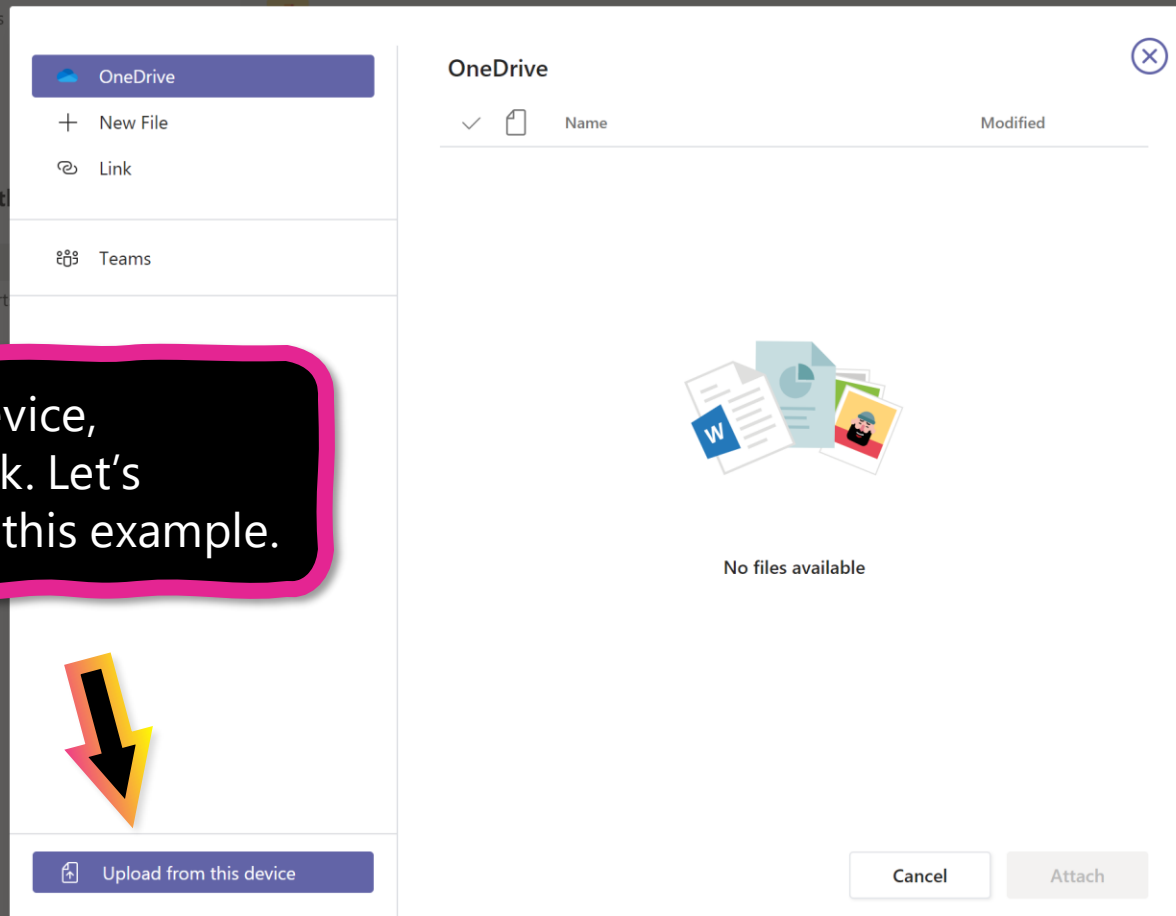 OneDrive
New File
Link
Teams
OneDrive
Name Modified
W
No files available
vice,
k. Let's
this example.
Upload from this device
Cancel Attach